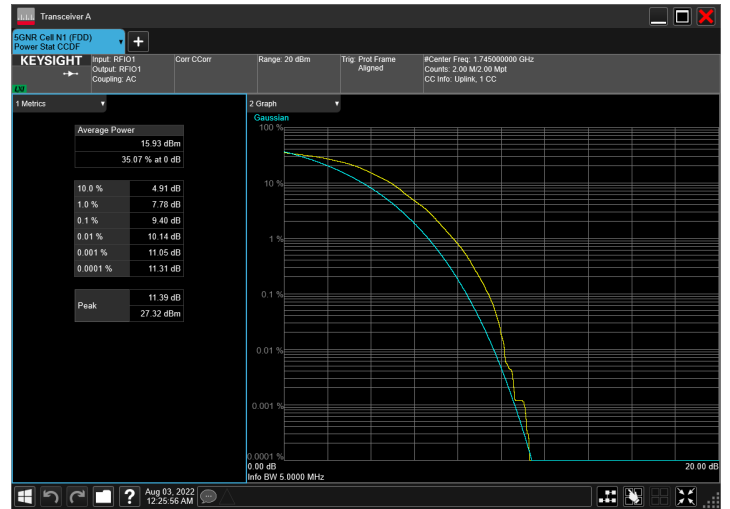 Transceiver A
5GNR Cell N1 (FDD)
Power Stat CCDF
KEYSIGHT
LXI
Input: RFIO1
Output: RFIO1
Coupling: AC
Corr CCorr
Range: 20 dBm
Trig: Prot Frame
Aligned
#Center Freq: 1.745000000 GHz
Counts: 2.00 M/2.00 Mpt
CC Info: Uplink, 1 CC
1 Metrics
Average Power
15.93 dBm
35.07 % at 0 dB
10.0 % 4.91 dB
1.0 % 7.78 dB
0.1 % 9.40 dB
0.01 % 10.14 dB
0.001 % 11.05 dB
0.0001 % 11.31 dB
Peak
11.39 dB
27.32 dBm
2 Graph
Gaussian
100 %
10 %
1 %
0.1 %
0.01 %
0.001 %
0.0001 %
0.00 dB 20.00 dB
Info BW 5.0000 MHz
?
Aug 03, 2022
12:25:56 AM